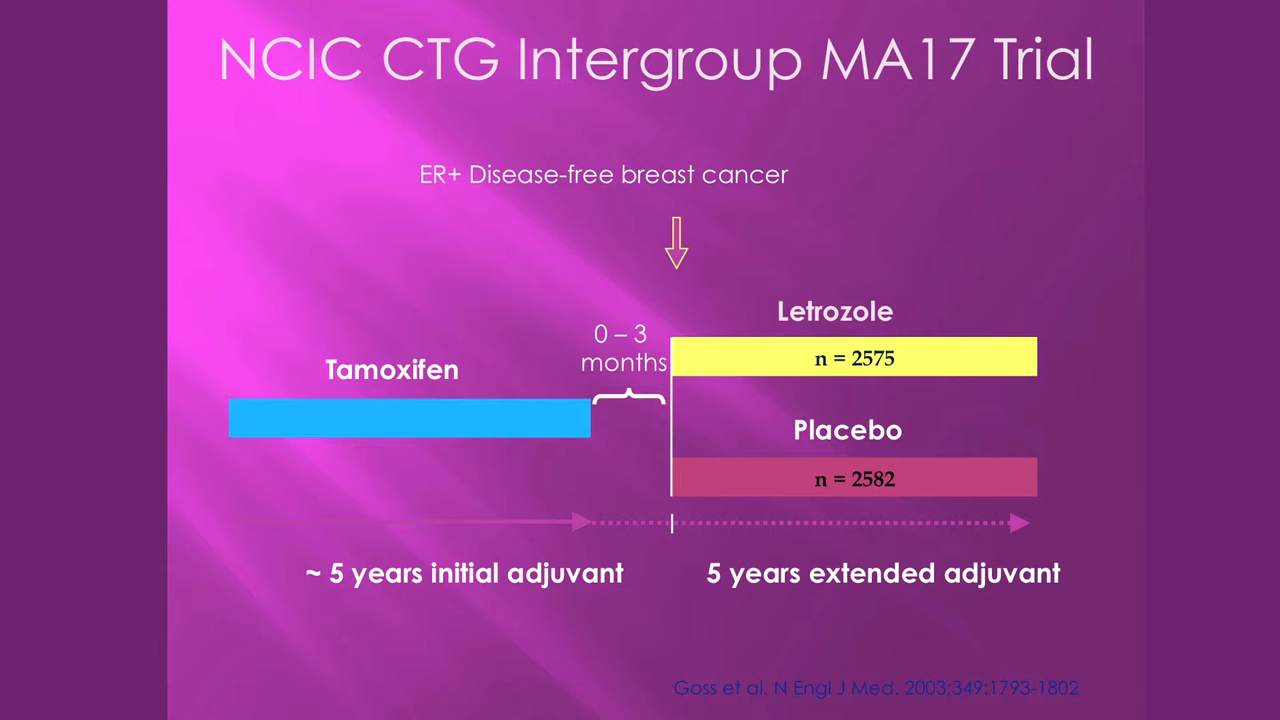 NCIC CTG Intergroup MA17 Trial
ER+ Disease-free breast cancer
Letrozole
0 – 3
months
n = 2575
Tamoxifen
Placebo
n = 2582
~ 5 years initial adjuvant
5 years extended adjuvant
Goss et al. N Engl J Med. 2003;349:1793-1802